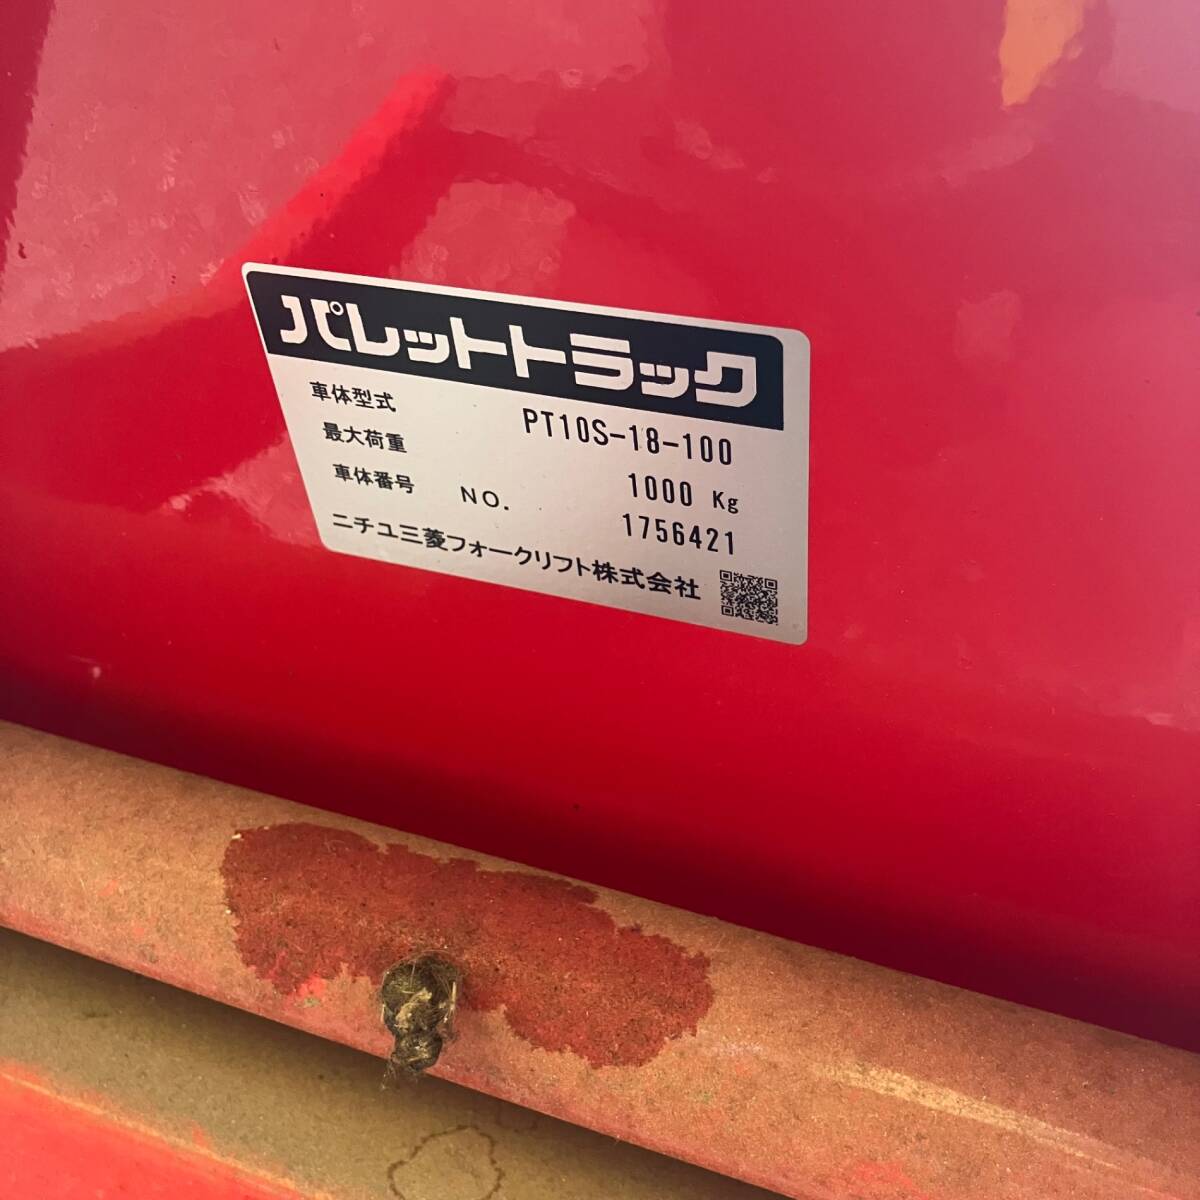 パレットトラック
車体型式 PT10S-18-100
最大荷重 1000 Kg
車体番号 NO. 1756421
ニチユ三菱フォークリフト株式会社